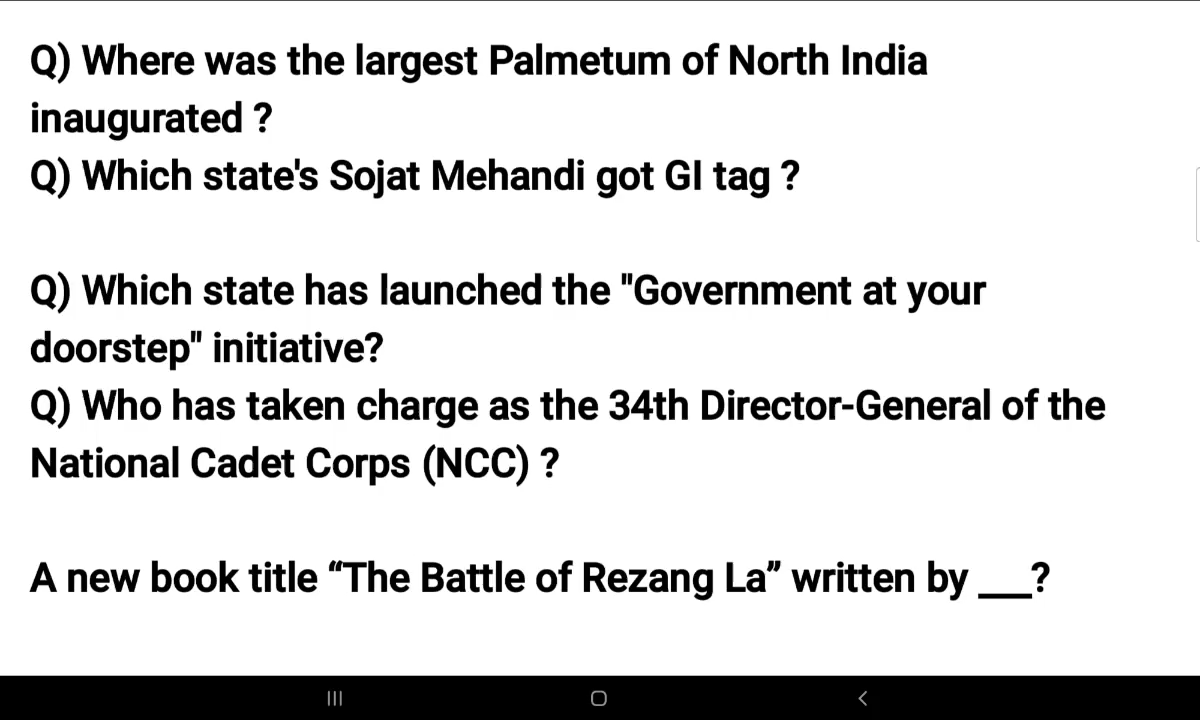 Q) Where was the largest Palmetum of North India
inaugurated ?
Q) Which state's Sojat Mehandi got GI tag ?
Q) Which state has launched the "Government at your
doorstep" initiative?
Q) Who has taken charge as the 34th Director-General of the
National Cadet Corps (NCC) ?
A new book title “The Battle of Rezang La” written by ___?